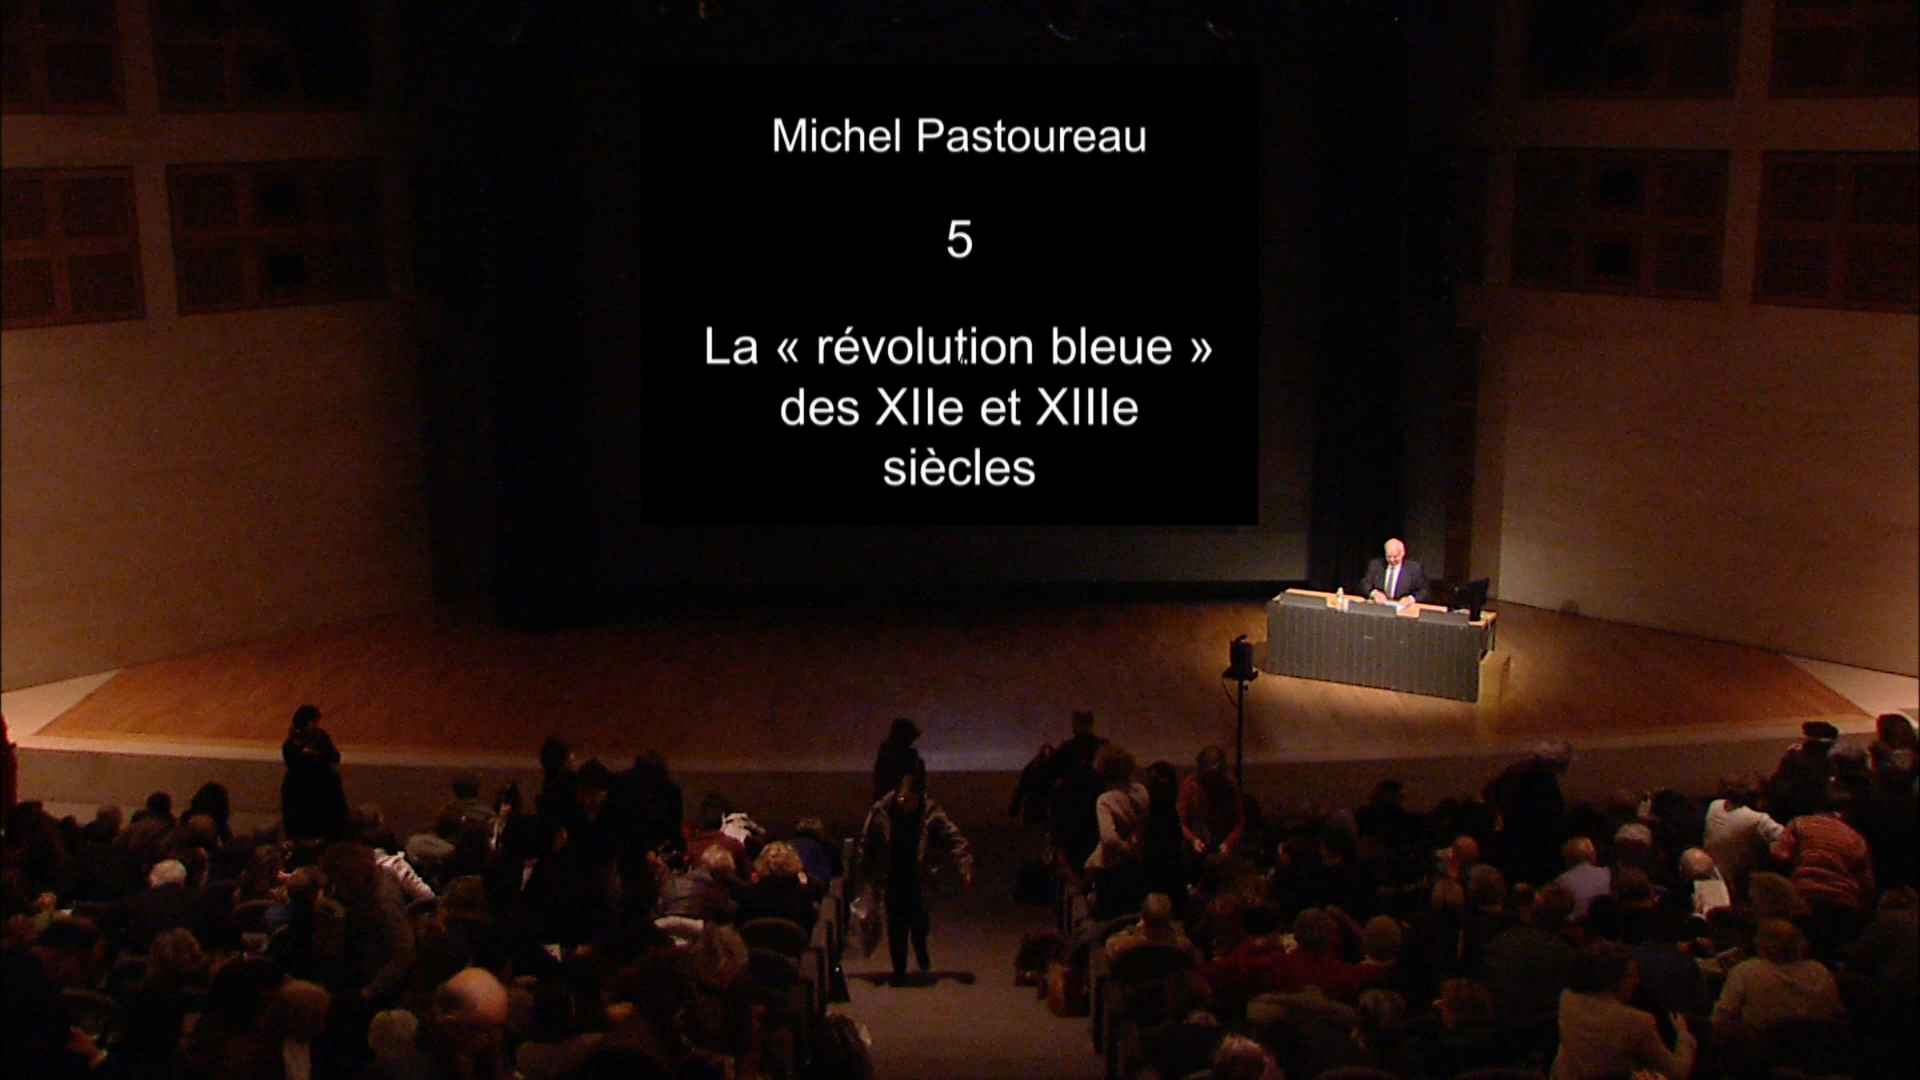 Michel Pastoureau
5
La « révolution bleue »
des XIIe et XIIIe
siècles